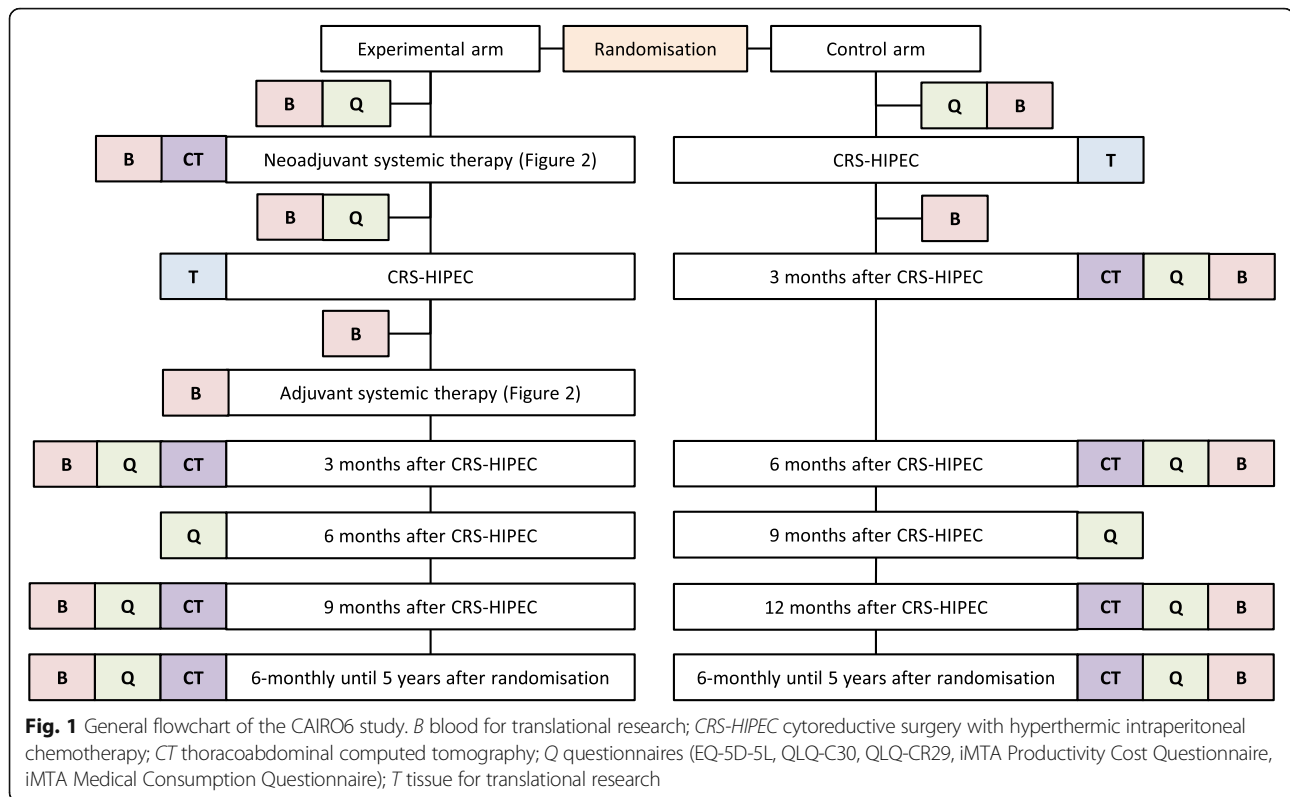 Experimental arm Randomisation Control arm
B Q Q B
B CT Neoadjuvant systemic therapy (Figure 2) CRS-HIPEC T
B Q B
T CRS-HIPEC 3 months after CRS-HIPEC CT Q B
B
B Adjuvant systemic therapy (Figure 2)
B Q CT 3 months after CRS-HIPEC 6 months after CRS-HIPEC CT Q B
Q 6 months after CRS-HIPEC 9 months after CRS-HIPEC Q
B Q CT 9 months after CRS-HIPEC 12 months after CRS-HIPEC CT Q B
B Q CT 6-monthly until 5 years after randomisation 6-monthly until 5 years after randomisation CT Q B
Fig. 1 General flowchart of the CAIRO6 study. B blood for translational research; CRS-HIPEC cytoreductive surgery with hyperthermic intraperitoneal
chemotherapy; CT thoracoabdominal computed tomography; Q questionnaires (EQ-5D-5L, QLQ-C30, QLQ-CR29, iMTA Productivity Cost Questionnaire,
iMTA Medical Consumption Questionnaire); T tissue for translational research